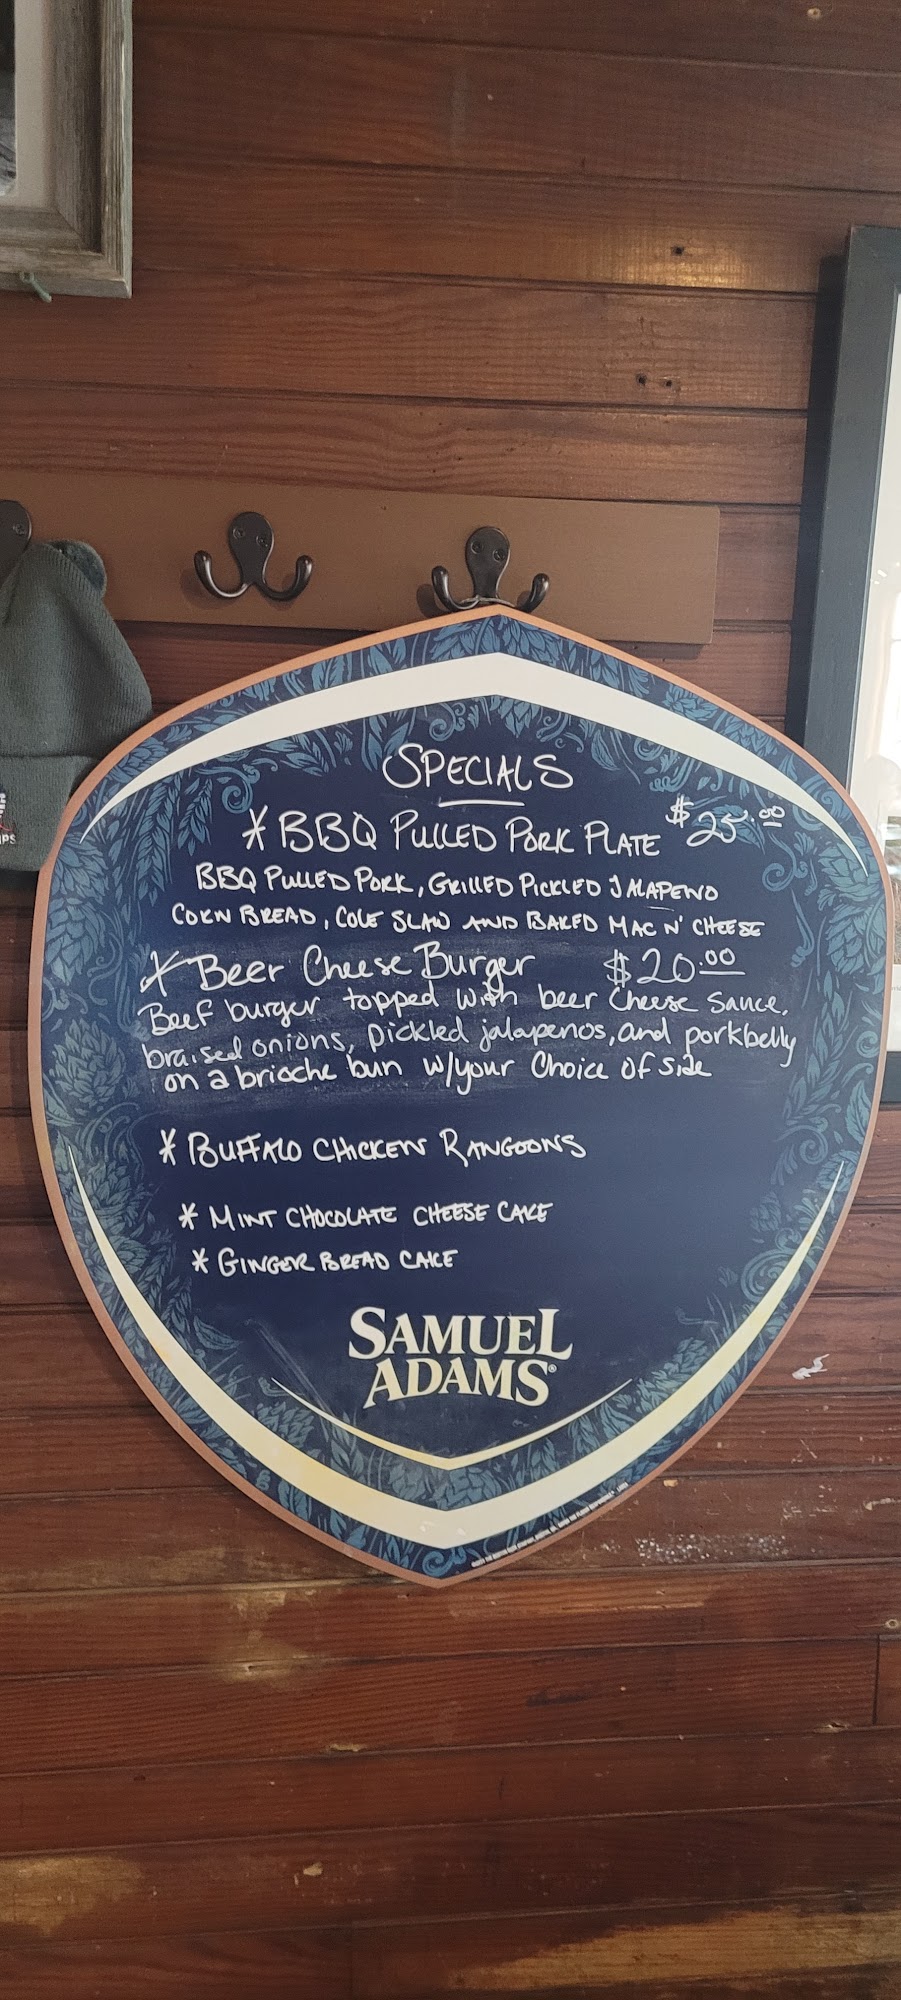 SPECIALS
* BBQ PULLED PORK PLATE $25.00
BBQ PULLED PORK, GRILLED PICKLED JALAPENO
CORN BREAD, COLE SLAW AND BAKED MAC N' CHEESE
* Beer Cheese Burger $20.00
Beef burger topped with beer cheese sauce,
braised onions, pickled jalapenos, and porkbelly
on a brioche bun w/your Choice of side
* BUFFALO CHICKEN RANGOONS
* MINT CHOCOLATE CHEESE CAKE
* GINGER BREAD CAKE
SAMUEL
ADAMS®